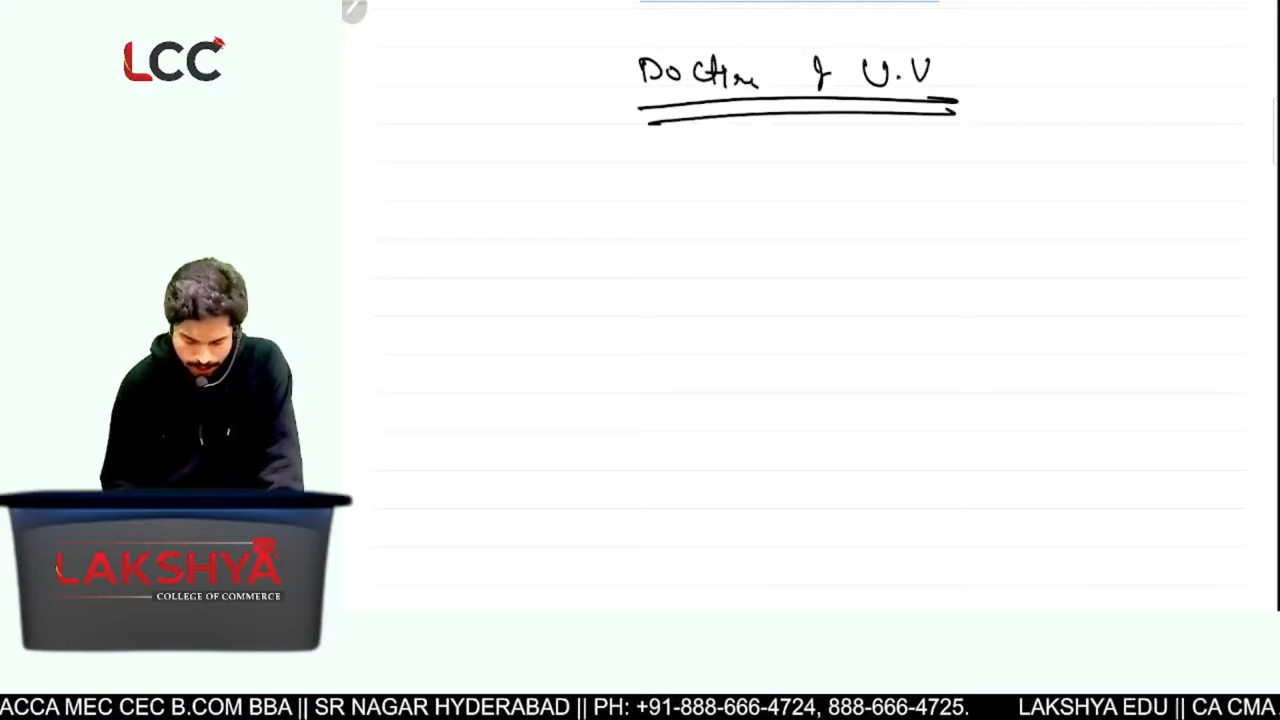 LCC
Doctrine of U.V
LAKSHYA
COLLEGE OF COMMERCE
ACCA MEC CEC B.COM BBA || SR NAGAR HYDERABAD || PH: +91-888-666-4724, 888-666-4725. LAKSHYA EDU || CA CMA